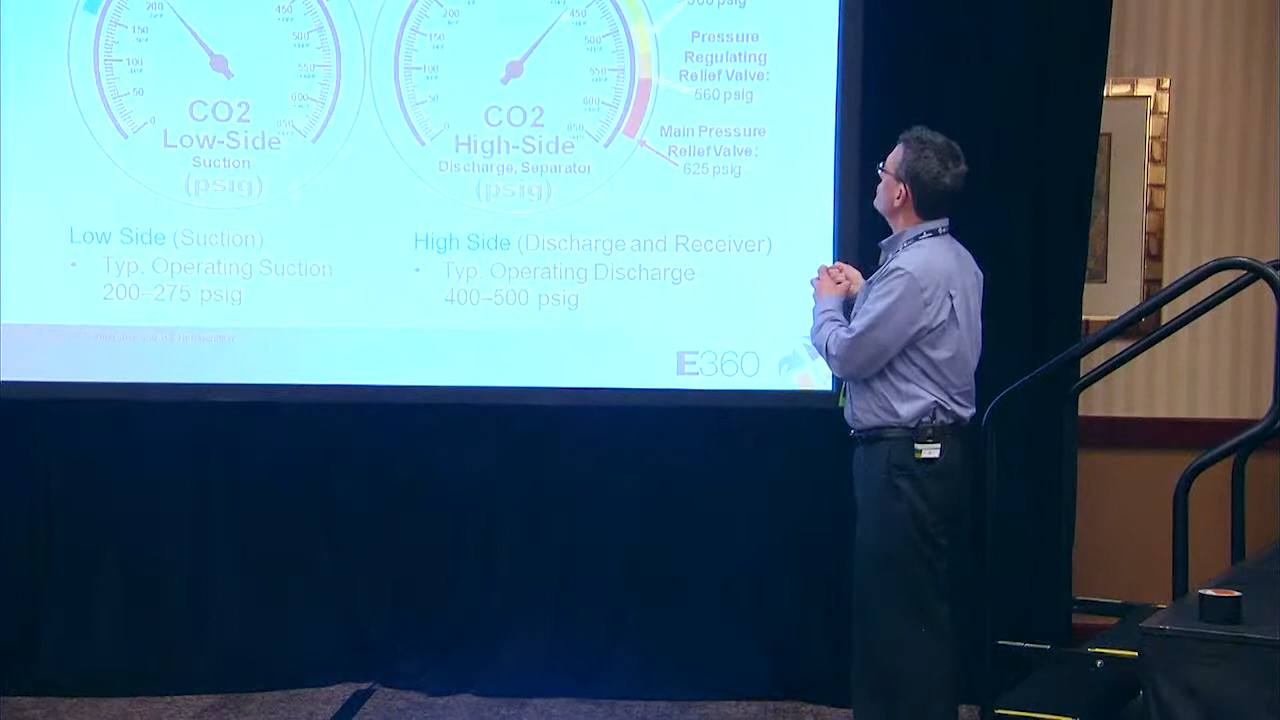 200
150
100
50
0
450
500
550
600
650
CO2
Low-Side
Suction
(psig)
200
150
100
50
0
450
500
550
600
650
CO2
High-Side
Discharge, Separator
(psig)
Pressure
Regulating
Relief Valve:
560 psig
Main Pressure
Relief Valve:
625 psig
Low Side (Suction)
• Typ. Operating Suction
200–275 psig
High Side (Discharge and Receiver)
• Typ. Operating Discharge
400–500 psig
E360